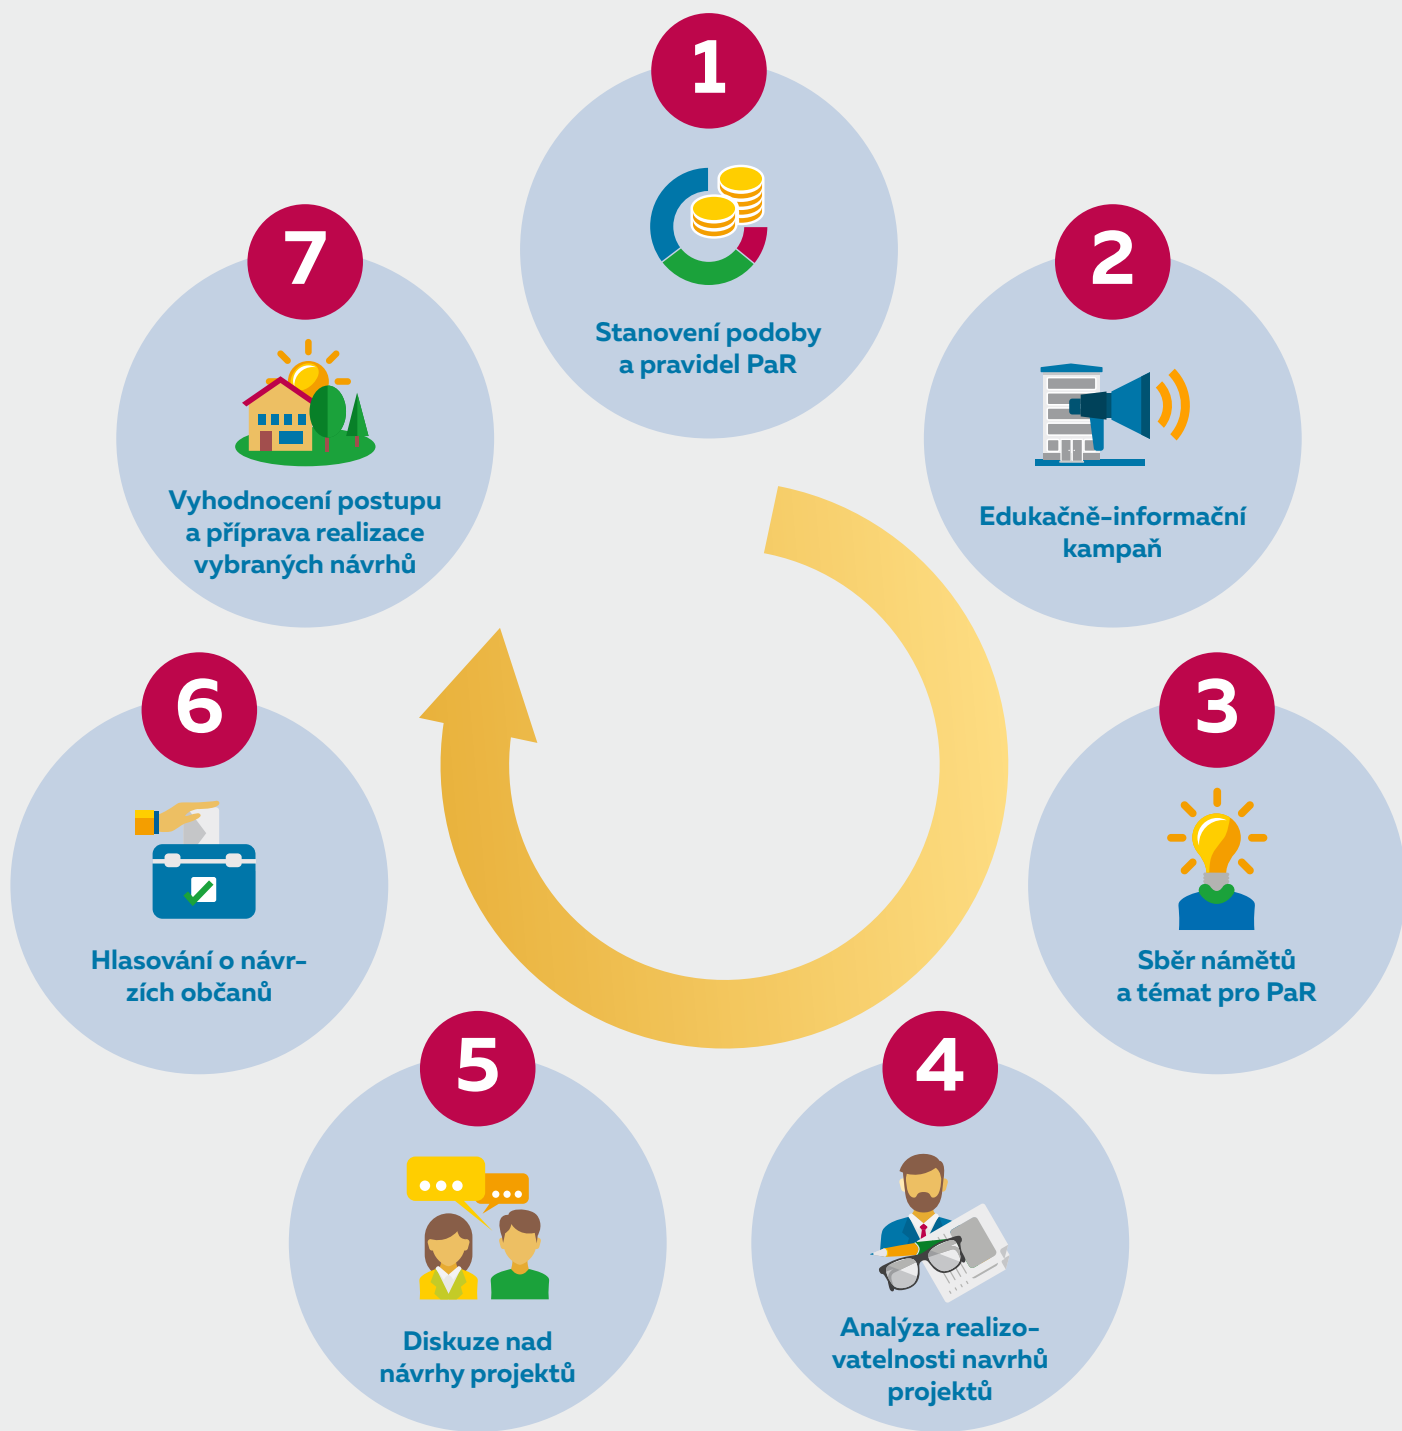 1
Stanovení podoby
a pravidel PaR
2
Edukačně-informační
kampaň
3
Sběr námětů
a témat pro PaR
4
Analýza realizo-
vatelnosti navrhů
projektů
5
Diskuze nad
návrhy projektů
6
Hlasování o návr-
zích občanů
7
Vyhodnocení postupu
a příprava realizace
vybraných návrhů